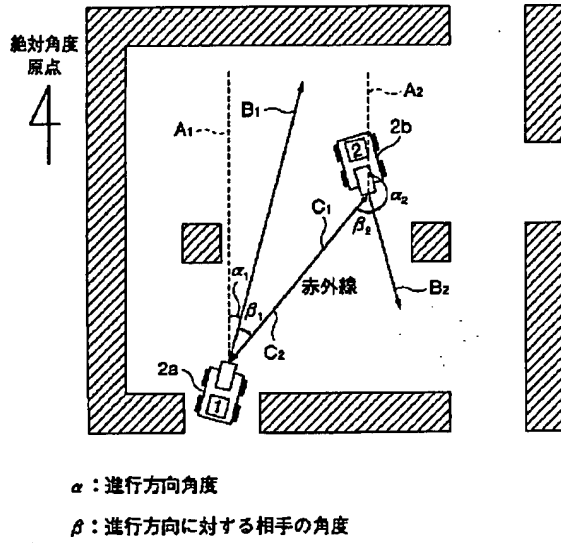 絶対角度
原点
A1
B1
A2
2
2b
α2
C1
β2
α1
赤外線
β1
B2
C2
2a
1
α：進行方向角度
β：進行方向に対する相手の角度